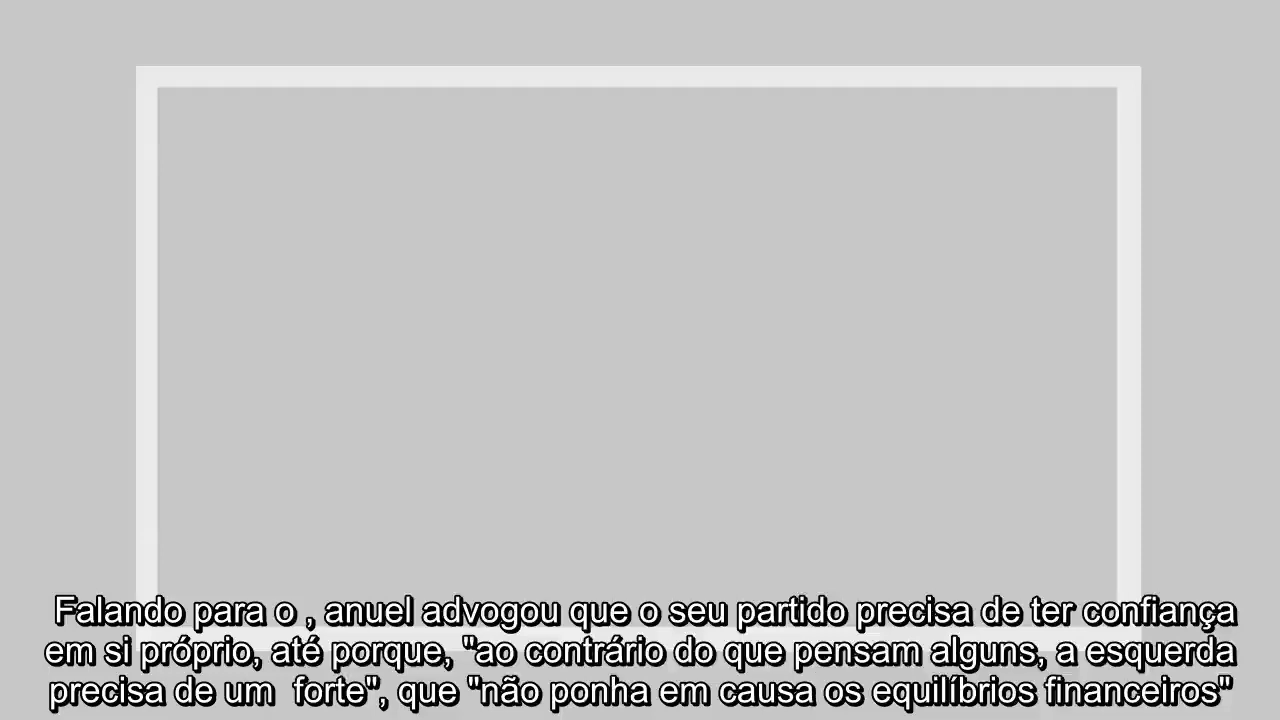 Falando para o , anuel advogou que o seu partido precisa de ter confiança
em si próprio, até porque, "ao contrário do que pensam alguns, a esquerda
precisa de um  forte", que "não ponha em causa os equilíbrios financeiros"